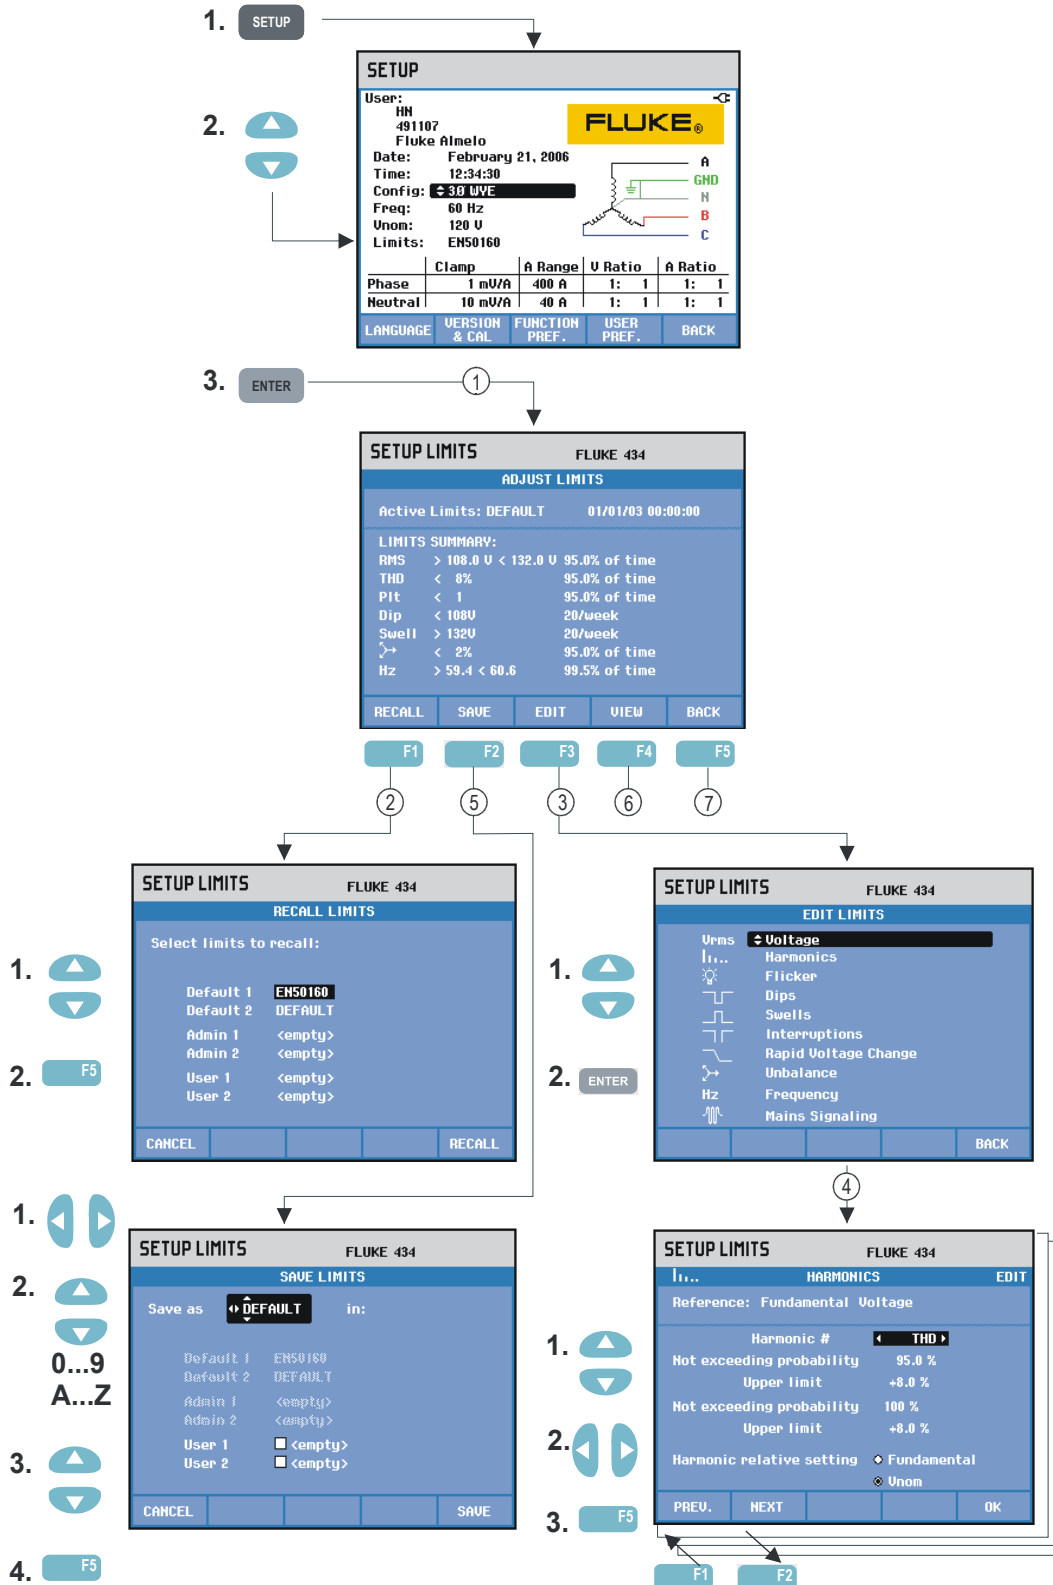 1. SETUP
SETUP
User:
HN
491107
Fluke Almelo
FLUKE®
2.
Date: February 21, 2006
Time: 12:34:30
Config: 3Ø WYE
Freq: 60 Hz
Vnom: 120 V
Limits: EN50160
A
GND
N
B
C
Clamp A Range V Ratio A Ratio
Phase 1 mV/A 400 A 1: 1 1: 1
Neutral 10 mV/A 40 A 1: 1 1: 1
LANGUAGE VERSION & CAL FUNCTION PREF. USER PREF. BACK
3. ENTER 1
SETUP LIMITS FLUKE 434
ADJUST LIMITS
Active Limits: DEFAULT 01/01/03 00:00:00
LIMITS SUMMARY:
RMS > 108.0 V < 132.0 V 95.0% of time
THD < 8% 95.0% of time
Plt < 1 95.0% of time
Dip < 108V 20/week
Swell > 132V 20/week
< 2% 95.0% of time
Hz > 59.4 < 60.6 99.5% of time
RECALL SAVE EDIT VIEW BACK
F1 F2 F3 F4 F5
2 5 3 6 7
SETUP LIMITS FLUKE 434
RECALL LIMITS
Select limits to recall:
1.
Default 1 EN50160
Default 2 DEFAULT
Admin 1 <empty>
Admin 2 <empty>
2. F5
User 1 <empty>
User 2 <empty>
CANCEL RECALL
SETUP LIMITS FLUKE 434
EDIT LIMITS
1.
Vrms Voltage
Harmonics
Flicker
Dips
Swells
Interruptions
Rapid Voltage Change
2. ENTER
Unbalance
Hz Frequency
Mains Signaling
BACK
4
1.
SETUP LIMITS FLUKE 434
SAVE LIMITS
2.
Save as DEFAULT in:
0...9
A...Z
Default 1 EN50160
Default 2 DEFAULT
Admin 1 <empty>
Admin 2 <empty>
3.
User 1 <empty>
User 2 <empty>
CANCEL SAVE
4. F5
SETUP LIMITS FLUKE 434
HARMONICS EDIT
Reference: Fundamental Voltage
1.
Harmonic # THD
Not exceeding probability 95.0 %
Upper limit +8.0 %
Not exceeding probability 100 %
Upper limit +8.0 %
2.
Harmonic relative setting Fundamental
Vnom
3. F5
PREV. NEXT OK
F1 F2